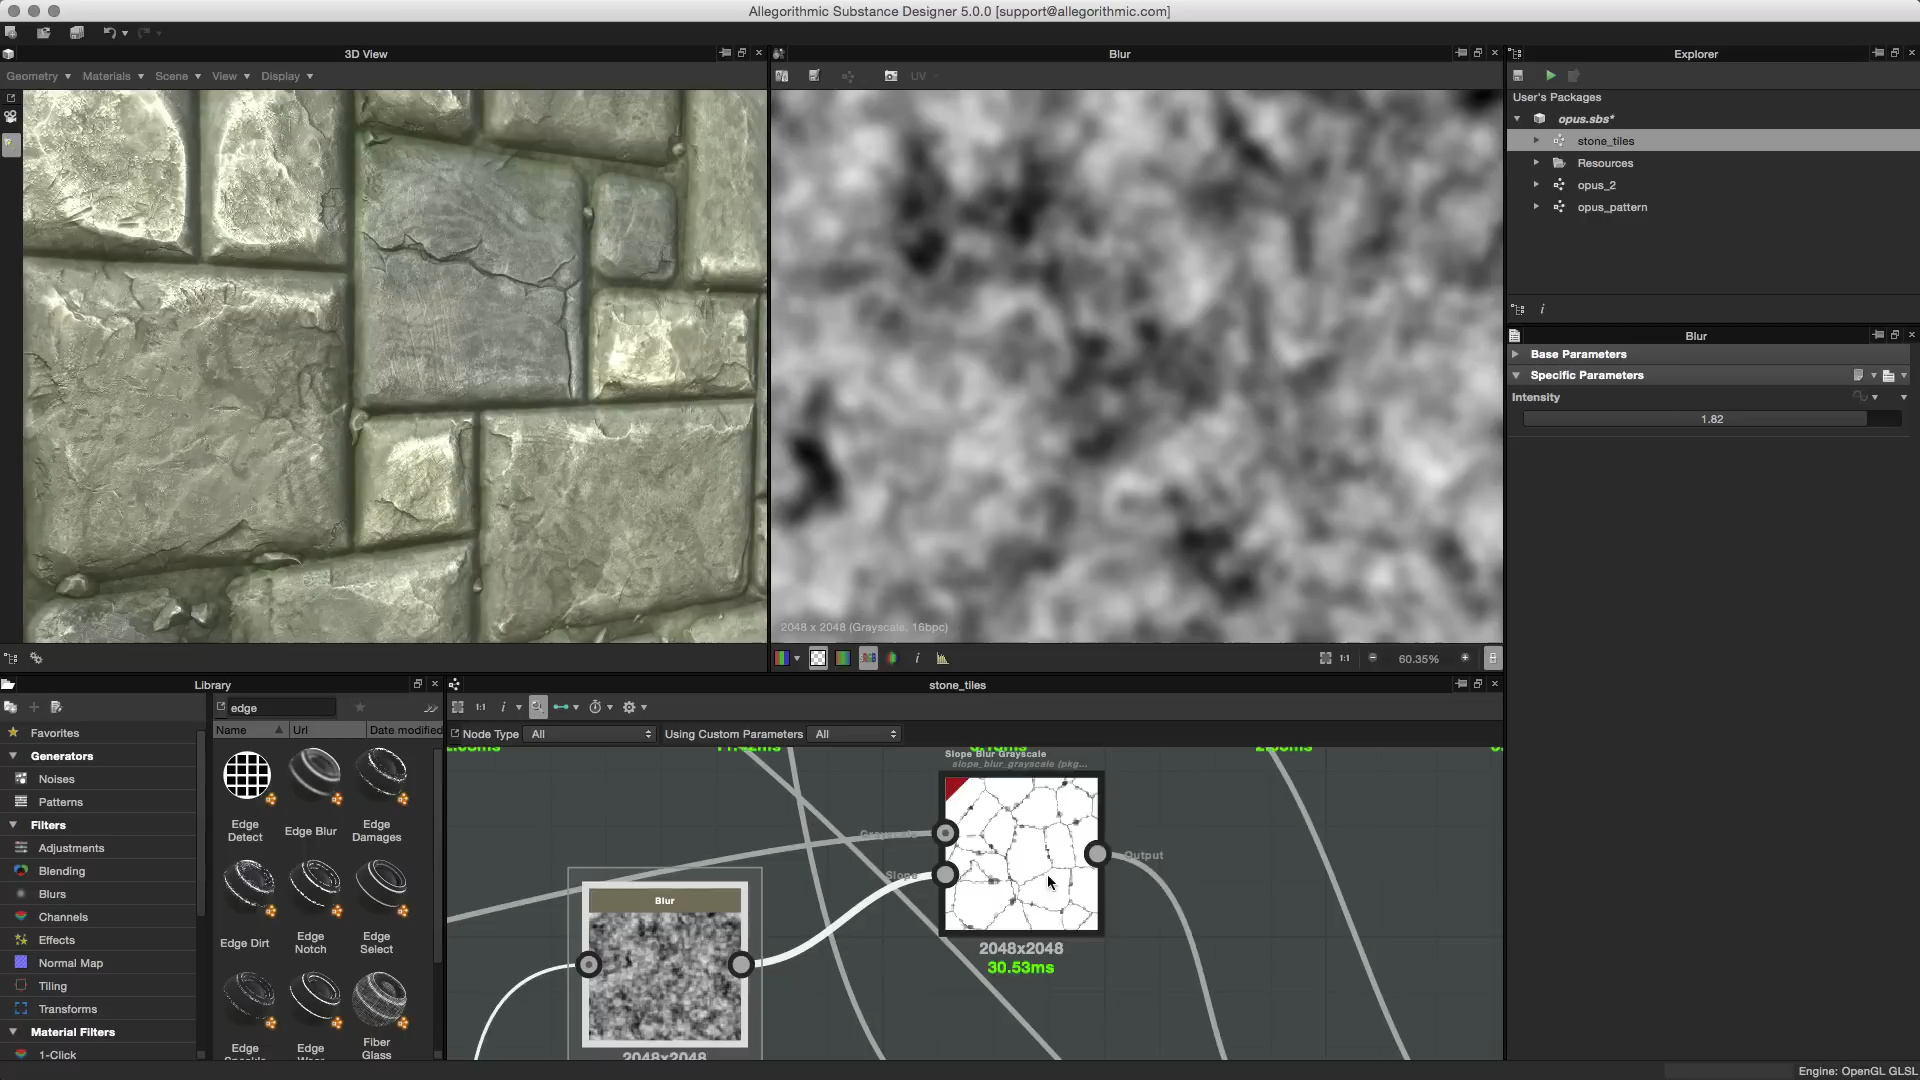 Allegorithmic Substance Designer 5.0.0 [support@allegorithmic.com]
3D View
Geometry
Materials
Scene
View
Display
Blur
UV
2048 x 2048 (Grayscale, 16bpc)
1:1
60.35%
Explorer
User's Packages
opus.sbs*
stone_tiles
Resources
opus_2
opus_pattern
Blur
Base Parameters
Specific Parameters
Intensity
1.82
Library
edge
Name
Url
Date modified
Favorites
Generators
Noises
Patterns
Filters
Adjustments
Blending
Blurs
Channels
Effects
Normal Map
Tiling
Transforms
Material Filters
1-Click
Edge Detect
Edge Blur
Edge Damages
Edge Dirt
Edge Notch
Edge Select
Edge
Edge
Fiber Glass
stone_tiles
1:1
Node Type
All
Using Custom Parameters
All
Slope Blur Grayscale
slope_blur_grayscale (pkg...
Grayscale
Slope
Output
2048x2048
30.53ms
Blur
2048x2048
Engine: OpenGL GLSL